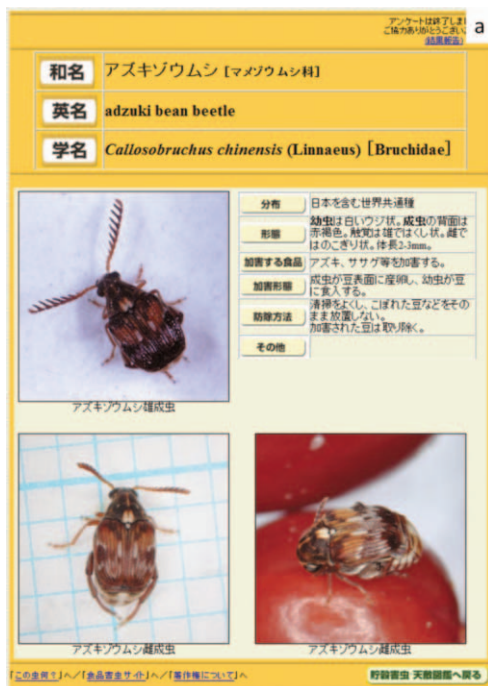 アンケートは終了しまし
ご協力ありがとうござい
(結果報告)
a
和名 アズキゾウムシ [マメゾウムシ科]
英名 adzuki bean beetle
学名 Callosobruchus chinensis (Linnaeus) [Bruchidae]
分布 日本を含む世界共通種
形態 幼虫は白いウジ状。成虫の背面は
赤褐色。触覚は雄ではくし状。雌で
はのこぎり状。体長2-3mm。
加害する食品 アズキ、ササゲ等を加害する。
加害形態 成虫が豆表面に産卵し、幼虫が豆
に食入する。
防除方法 清掃をよくし、こぼれた豆などをその
まま放置しない。
加害された豆は取り除く。
その他
アズキゾウムシ雄成虫
アズキゾウムシ雌成虫
アズキゾウムシ雌成虫
「この虫何?」へ/「食品害虫サイト」へ/「著作権について」へ
貯穀害虫 天敵図鑑へ戻る